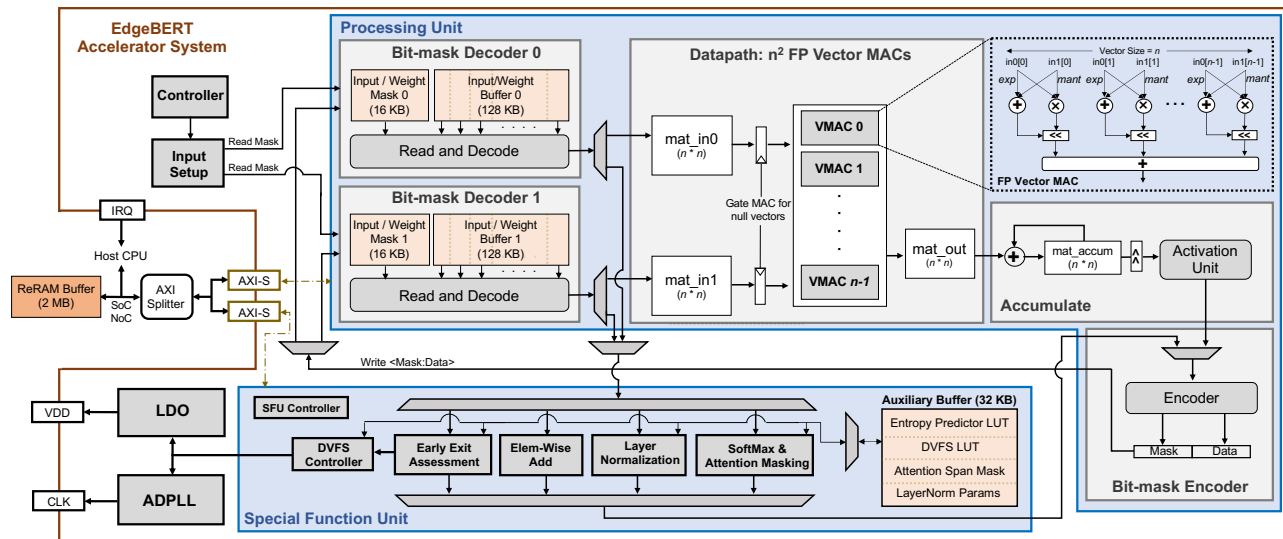 EdgeBERT
Accelerator System
Controller
Input
Setup
Read Mask
Read Mask
IRQ
Host CPU
ReRAM Buffer
(2 MB)
SoC
NoC
AXI
Splitter
AXI-S
AXI-S
VDD
LDO
CLK
ADPLL
Processing Unit
Bit-mask Decoder 0
Input / Weight
Mask 0
(16 KB)
Input/Weight
Buffer 0
(128 KB)
. . . . .
Read and Decode
Bit-mask Decoder 1
Input / Weight
Mask 1
(16 KB)
Input / Weight
Buffer 1
(128 KB)
. . . . .
Read and Decode
Datapath: n² FP Vector MACs
mat_in0
(n * n)
mat_in1
(n * n)
Gate MAC for
null vectors
VMAC 0
VMAC 1
VMAC n-1
mat_out
(n * n)
Vector Size = n
in0[0] in1[0] in0[1] in1[1] in0[n-1] in1[n-1]
exp mant exp mant exp mant
+ × + × • • • + ×
<< << <<
+
FP Vector MAC
+
mat_accum
(n * n)
>>
Activation
Unit
Accumulate
Write <Mask:Data>
Encoder
Mask Data
Bit-mask Encoder
SFU Controller
DVFS
Controller
Early Exit
Assessment
Elem-Wise
Add
Layer
Normalization
SoftMax &
Attention Masking
Auxiliary Buffer (32 KB)
Entropy Predictor LUT
DVFS LUT
Attention Span Mask
LayerNorm Params
Special Function Unit